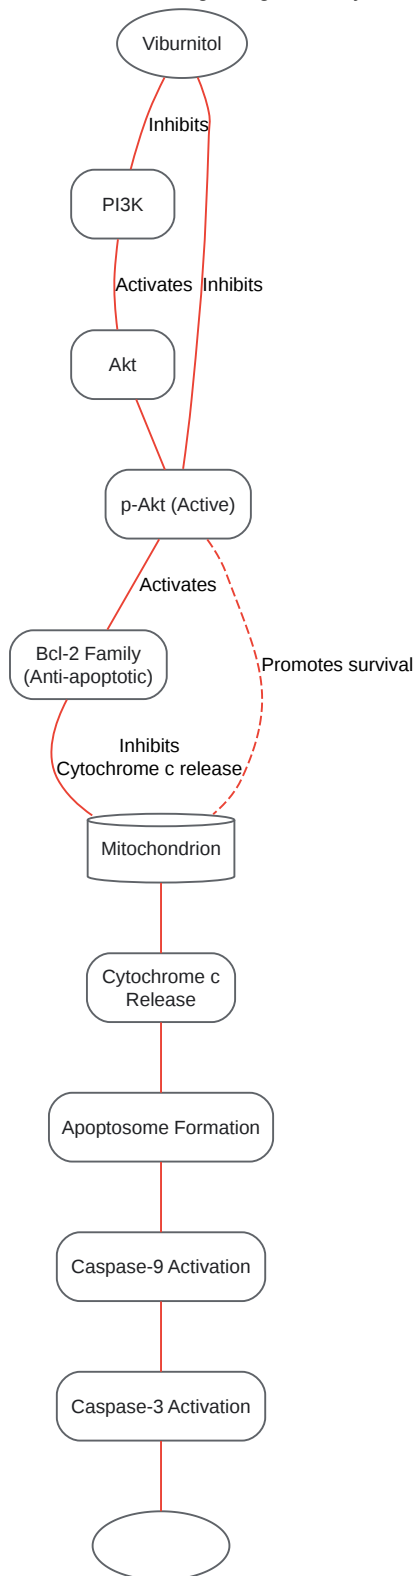 Viburnitol
Inhibits
PI3K
Activates
Inhibits
Akt
p-Akt (Active)
Activates
Bcl-2 Family
(Anti-apoptotic)
Promotes survival
Inhibits
Cytochrome c release
Mitochondrion
Cytochrome c
Release
Apoptosome Formation
Caspase-9 Activation
Caspase-3 Activation